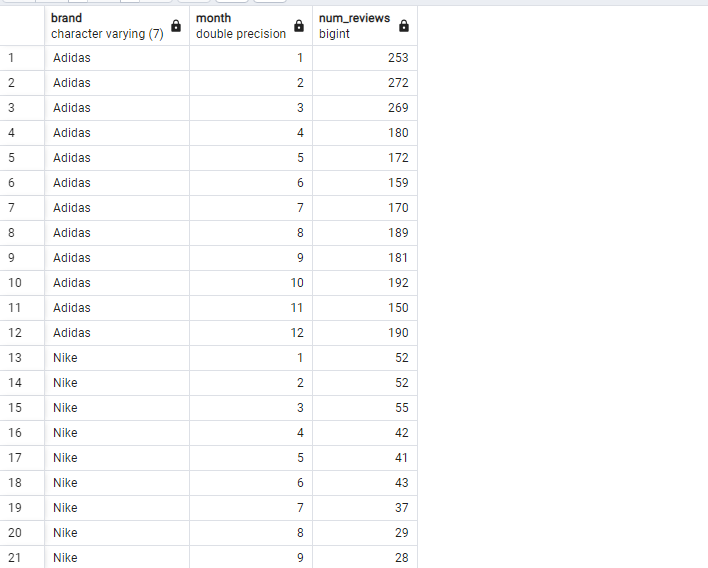 brand month num_reviews
character varying (7) double precision bigint
1 Adidas 1 253
2 Adidas 2 272
3 Adidas 3 269
4 Adidas 4 180
5 Adidas 5 172
6 Adidas 6 159
7 Adidas 7 170
8 Adidas 8 189
9 Adidas 9 181
10 Adidas 10 192
11 Adidas 11 150
12 Adidas 12 190
13 Nike 1 52
14 Nike 2 52
15 Nike 3 55
16 Nike 4 42
17 Nike 5 41
18 Nike 6 43
19 Nike 7 37
20 Nike 8 29
21 Nike 9 28